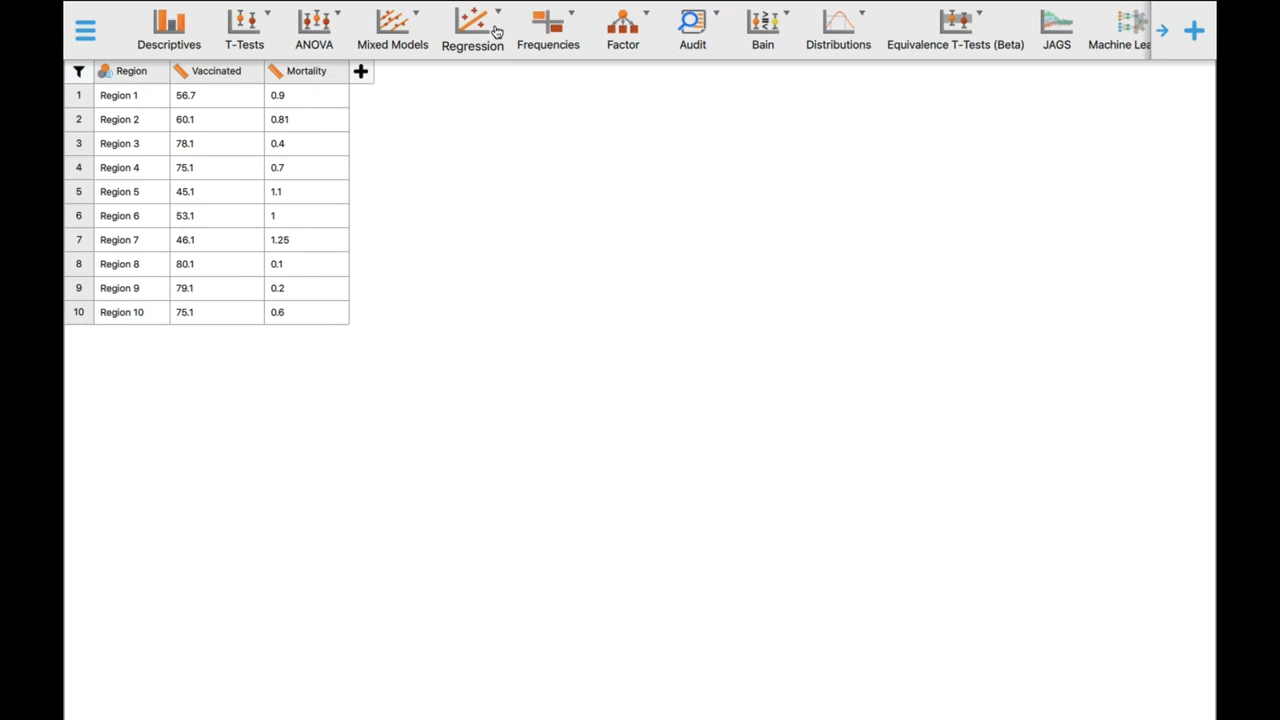 Descriptives T-Tests ANOVA Mixed Models Regression Frequencies Factor Audit Bain Distributions Equivalence T-Tests (Beta) JAGS Machine Lea
Region Vaccinated Mortality
1 Region 1 56.7 0.9
2 Region 2 60.1 0.81
3 Region 3 78.1 0.4
4 Region 4 75.1 0.7
5 Region 5 45.1 1.1
6 Region 6 53.1 1
7 Region 7 46.1 1.25
8 Region 8 80.1 0.1
9 Region 9 79.1 0.2
10 Region 10 75.1 0.6